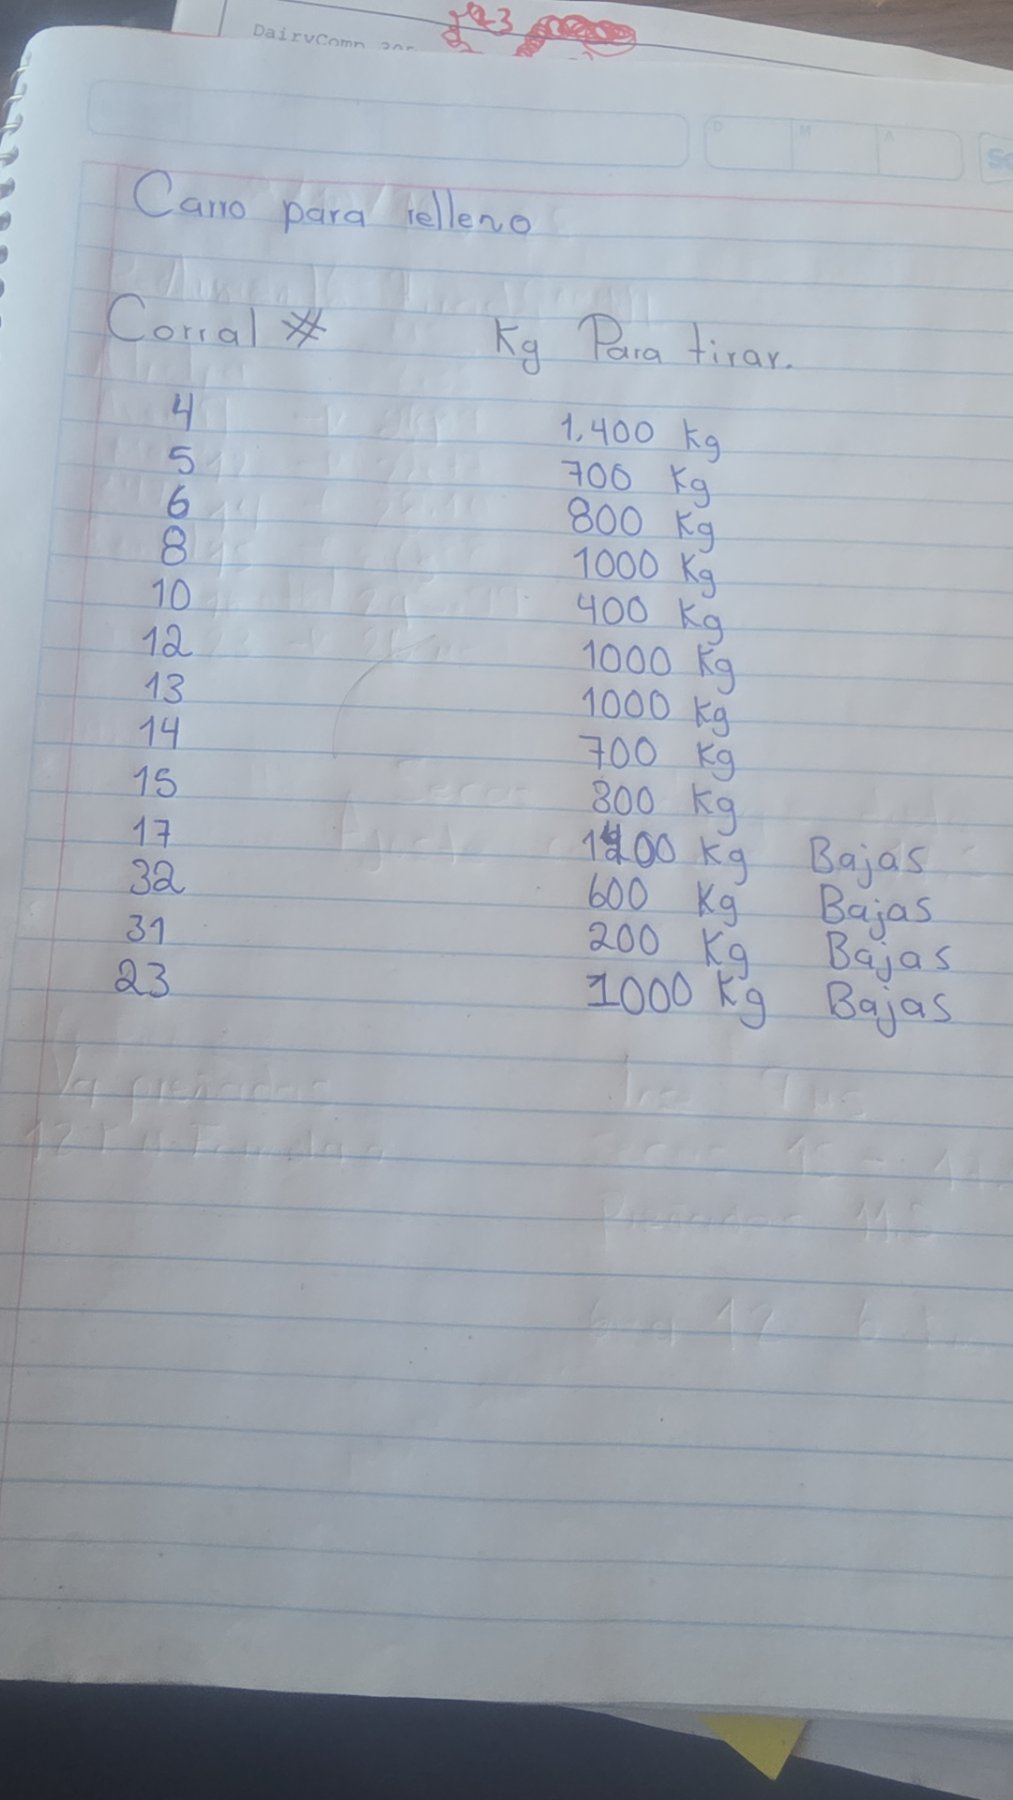 DairyComp 305
Carro para relleno
Corral # Kg Para tirar.
4 1,400 Kg
5 700 Kg
6 800 Kg
8 1000 Kg
10 400 Kg
12 1000 Kg
13 1000 Kg
14 700 Kg
15 800 Kg
17 Kg Bajas
32 600 Kg Bajas
31 200 Kg Bajas
23 1000 Kg Bajas